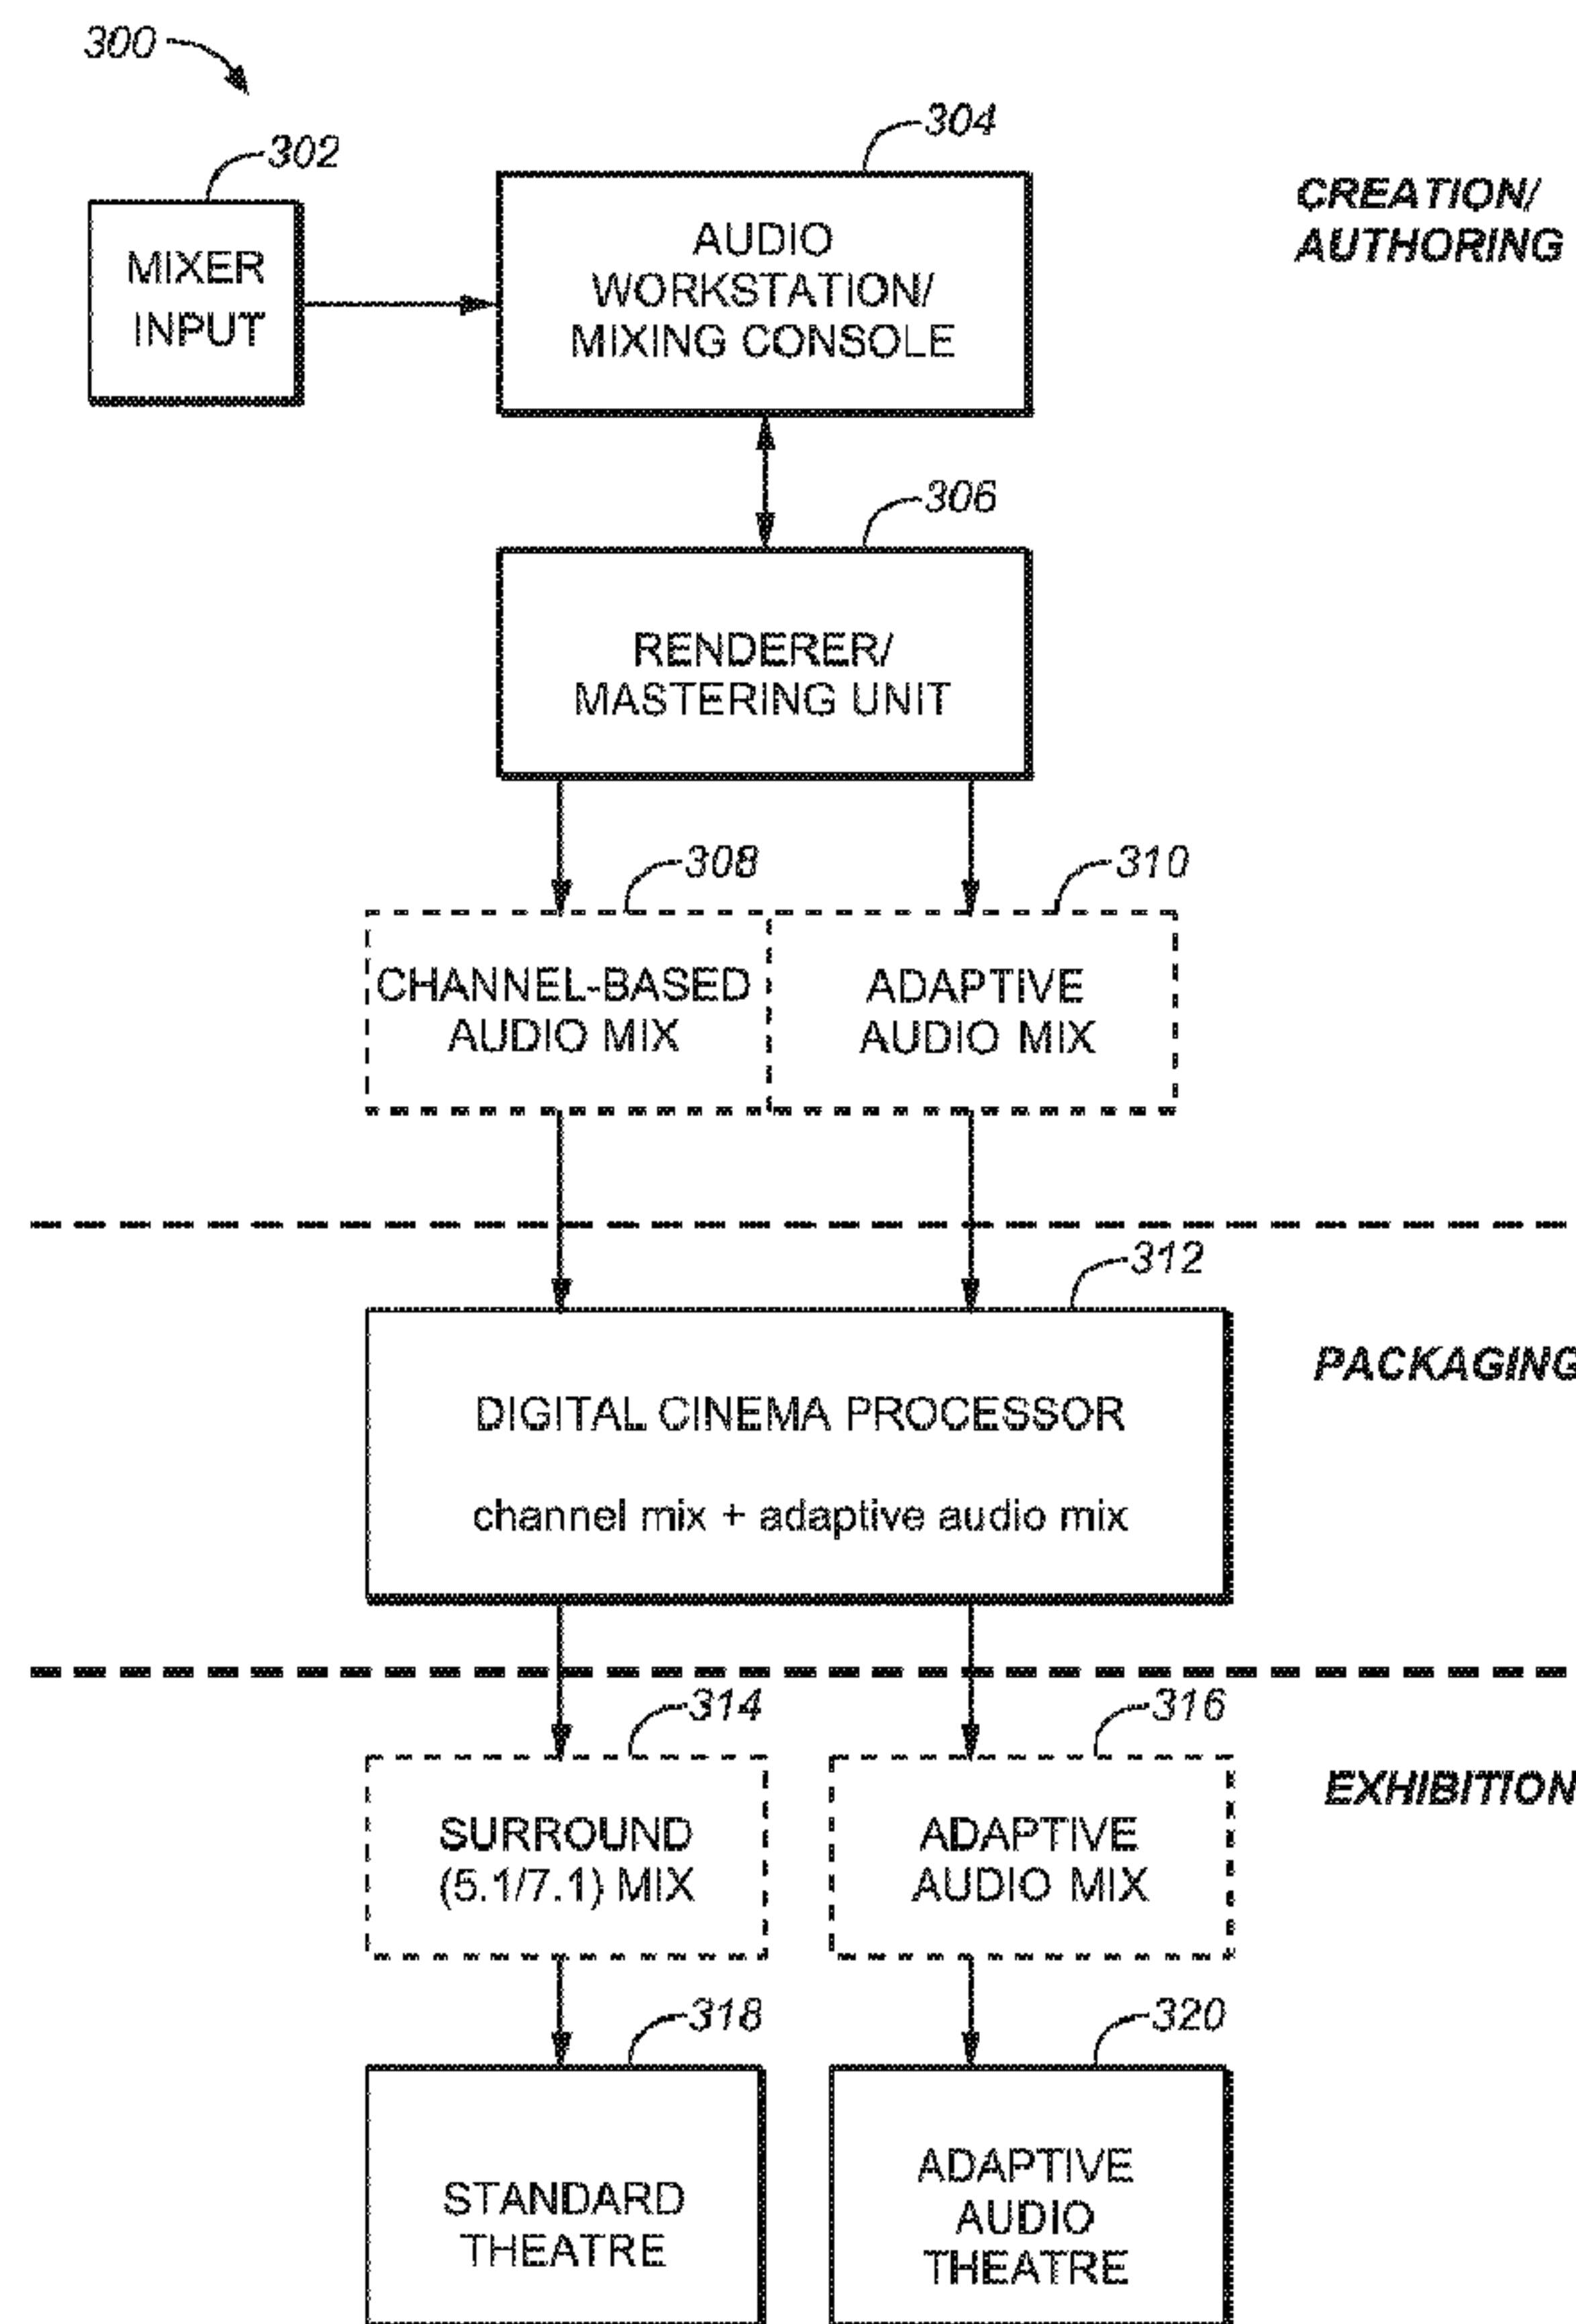 300
302
304
MIXER
INPUT
AUDIO
WORKSTATION/
MIXING CONSOLE
CREATION/
AUTHORING
306
RENDERER/
MASTERING UNIT
308
310
CHANNEL-BASED
AUDIO MIX
ADAPTIVE
AUDIO MIX
312
DIGITAL CINEMA PROCESSOR
channel mix + adaptive audio mix
PACKAGING
314
316
SURROUND
(5.1/7.1) MIX
ADAPTIVE
AUDIO MIX
EXHIBITION
318
320
STANDARD
THEATRE
ADAPTIVE
AUDIO
THEATRE